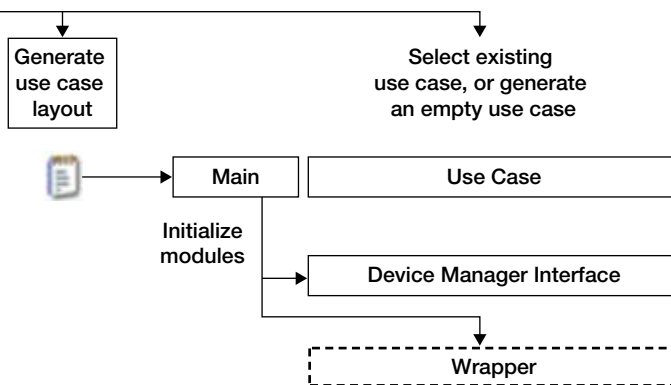 Generate
use case
layout
Select existing
use case, or generate
an empty use case
Main
Use Case
Initialize
modules
Device Manager Interface
Wrapper